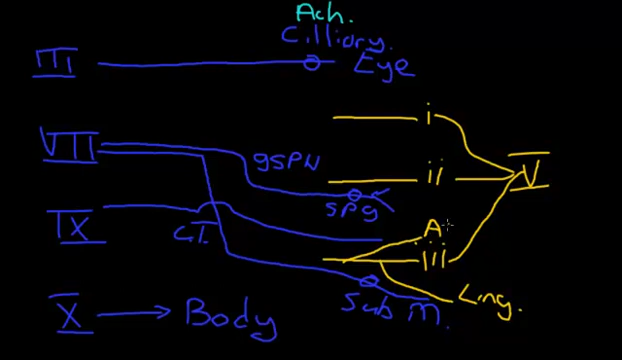 Ach.
Cilliary.
III
Eye
i
VII
gSPN
ii
V
SPG
IX
C.T.
A
iii
Ling.
Sub M.
X
Body